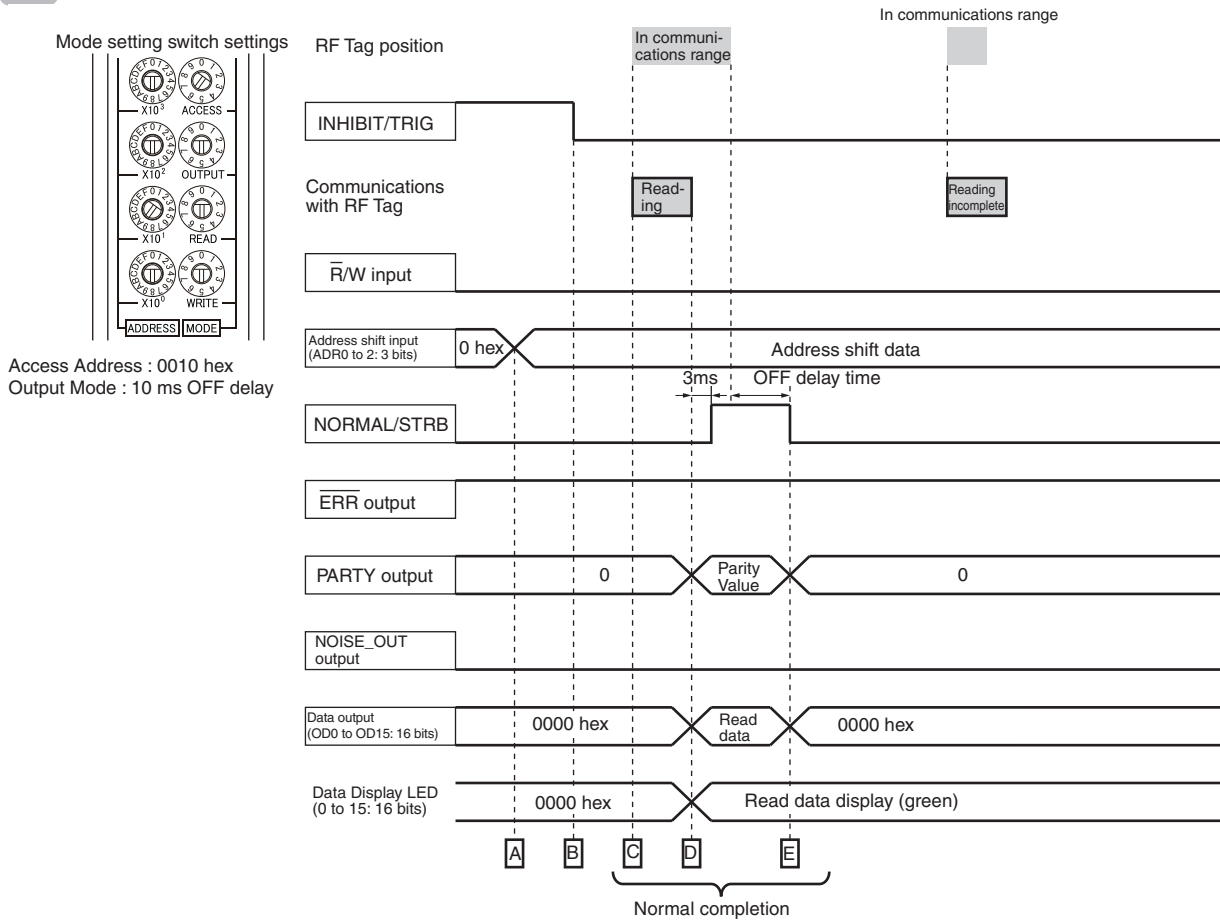 In communications range
Mode setting switch settings
RF Tag position
In communi-
cations range
X10³ ACCESS
X10² OUTPUT
X10¹ READ
X10⁰ WRITE
ADDRESS MODE
Access Address : 0010 hex
Output Mode : 10 ms OFF delay
INHIBIT/TRIG
Communications
with RF Tag
Read-
ing
Reading
incomplete
R̅/W input
Address shift input
(ADR0 to 2: 3 bits)
0 hex
Address shift data
3ms
OFF delay time
NORMAL/STRB
E̅R̅R̅ output
PARTY output
0
Parity
Value
0
NOISE_OUT
output
Data output
(OD0 to OD15: 16 bits)
0000 hex
Read
data
0000 hex
Data Display LED
(0 to 15: 16 bits)
0000 hex
Read data display (green)
A B C D E
Normal completion